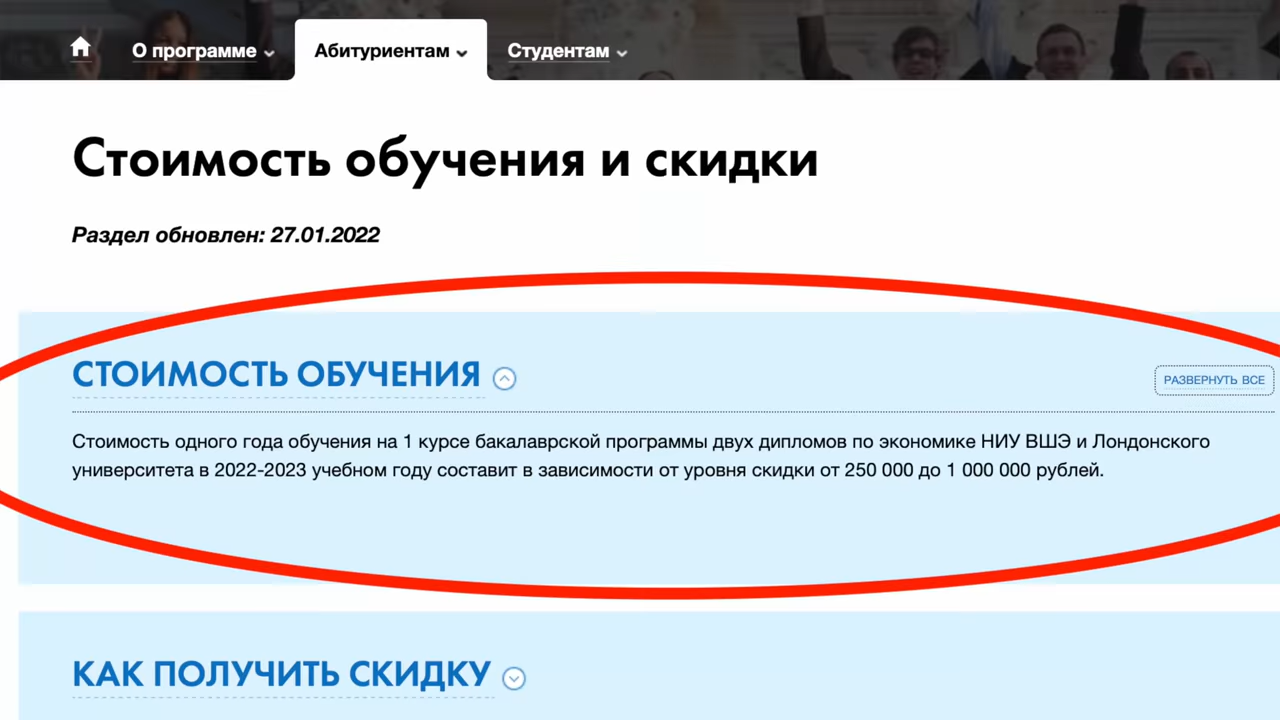 О программе
Абитуриентам
Студентам
Стоимость обучения и скидки
Раздел обновлен: 27.01.2022
СТОИМОСТЬ ОБУЧЕНИЯ
РАЗВЕРНУТЬ ВСЕ
Стоимость одного года обучения на 1 курсе бакалаврской программы двух дипломов по экономике НИУ ВШЭ и Лондонского
университета в 2022-2023 учебном году составит в зависимости от уровня скидки от 250 000 до 1 000 000 рублей.
КАК ПОЛУЧИТЬ СКИДКУ